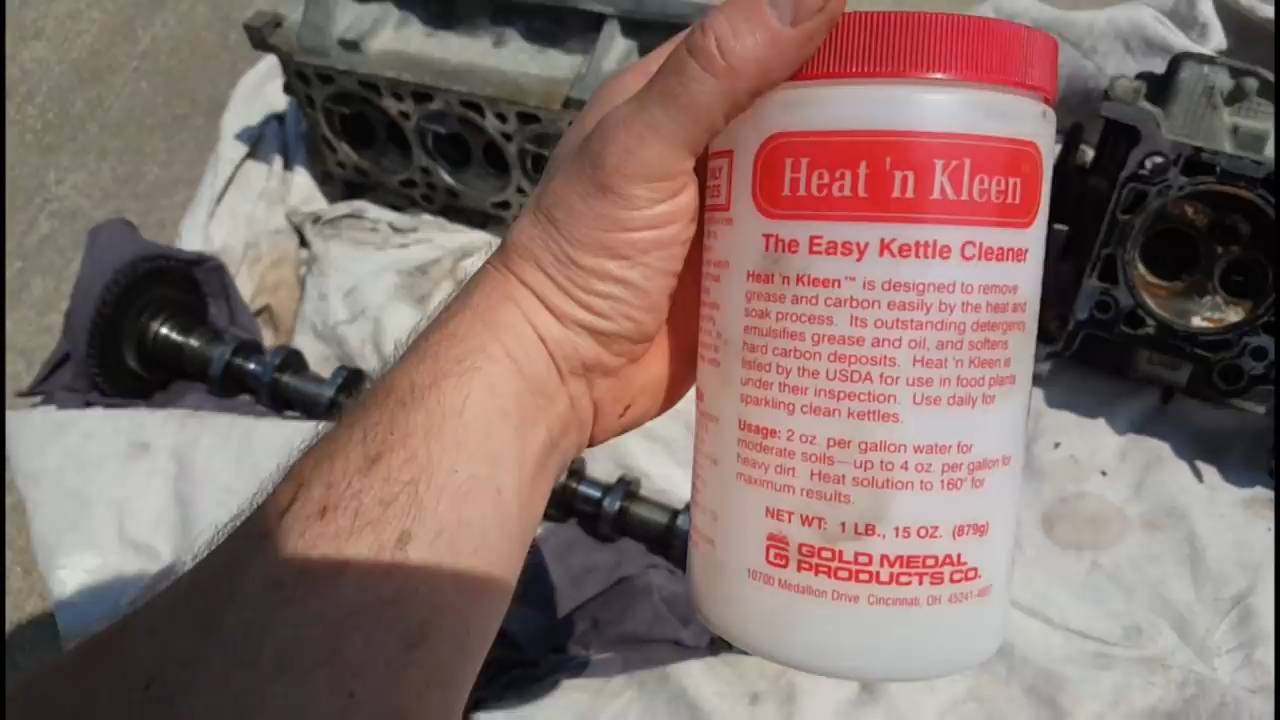 Heat 'n Kleen
The Easy Kettle Cleaner
Heat 'n Kleen™ is designed to remove
grease and carbon easily by the heat and
soak process. Its outstanding detergency
emulsifies grease and oil, and softens
hard carbon deposits. Heat 'n Kleen is
listed by the USDA for use in food plants
under their inspection. Use daily for
sparkling clean kettles.
Usage: 2 oz. per gallon water for
moderate soils—up to 4 oz. per gallon for
heavy dirt. Heat solution to 160° for
maximum results.
NET WT: 1 LB., 15 OZ. (879g)
GOLD MEDAL
PRODUCTS CO.
10700 Medallion Drive Cincinnati, OH